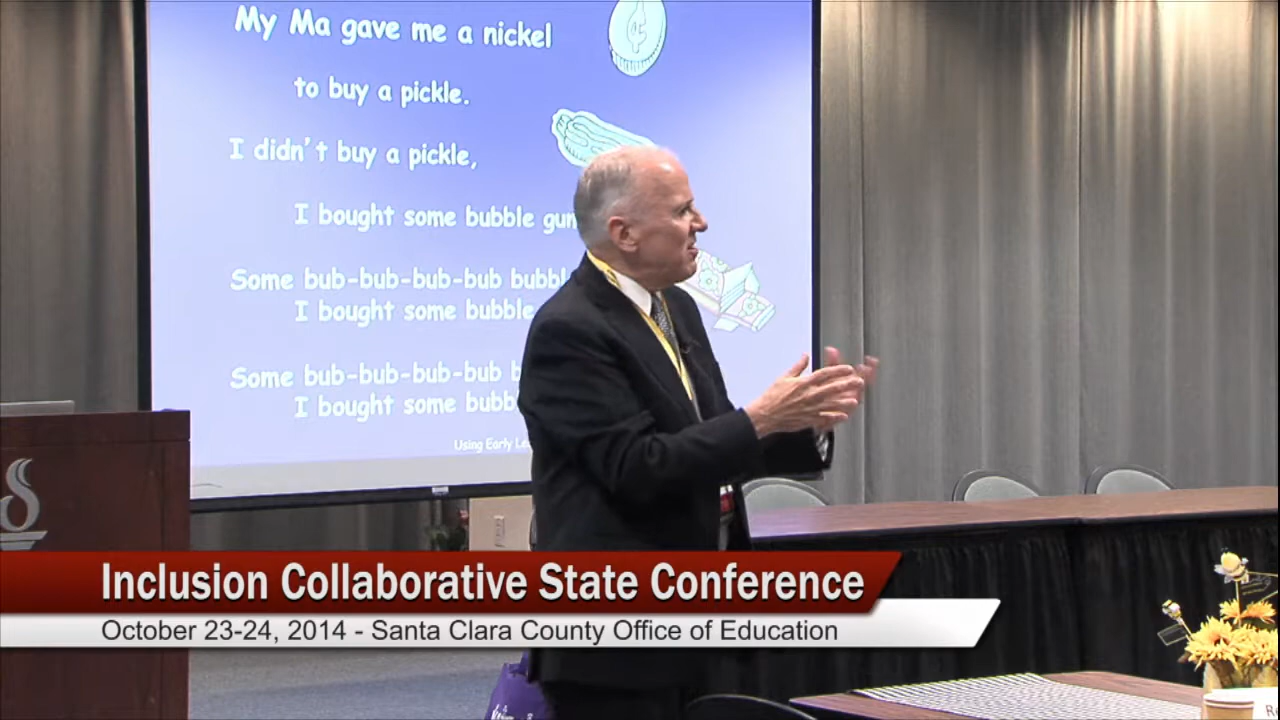 My Ma gave me a nickel
to buy a pickle.
I didn't buy a pickle,
I bought some bubble
Some bub-bub-bub-bub
I bought some bubble
Some bub-bub-bub-bub
I bought some
Using Early
Inclusion Collaborative State Conference
October 23-24, 2014 - Santa Clara County Office of Education